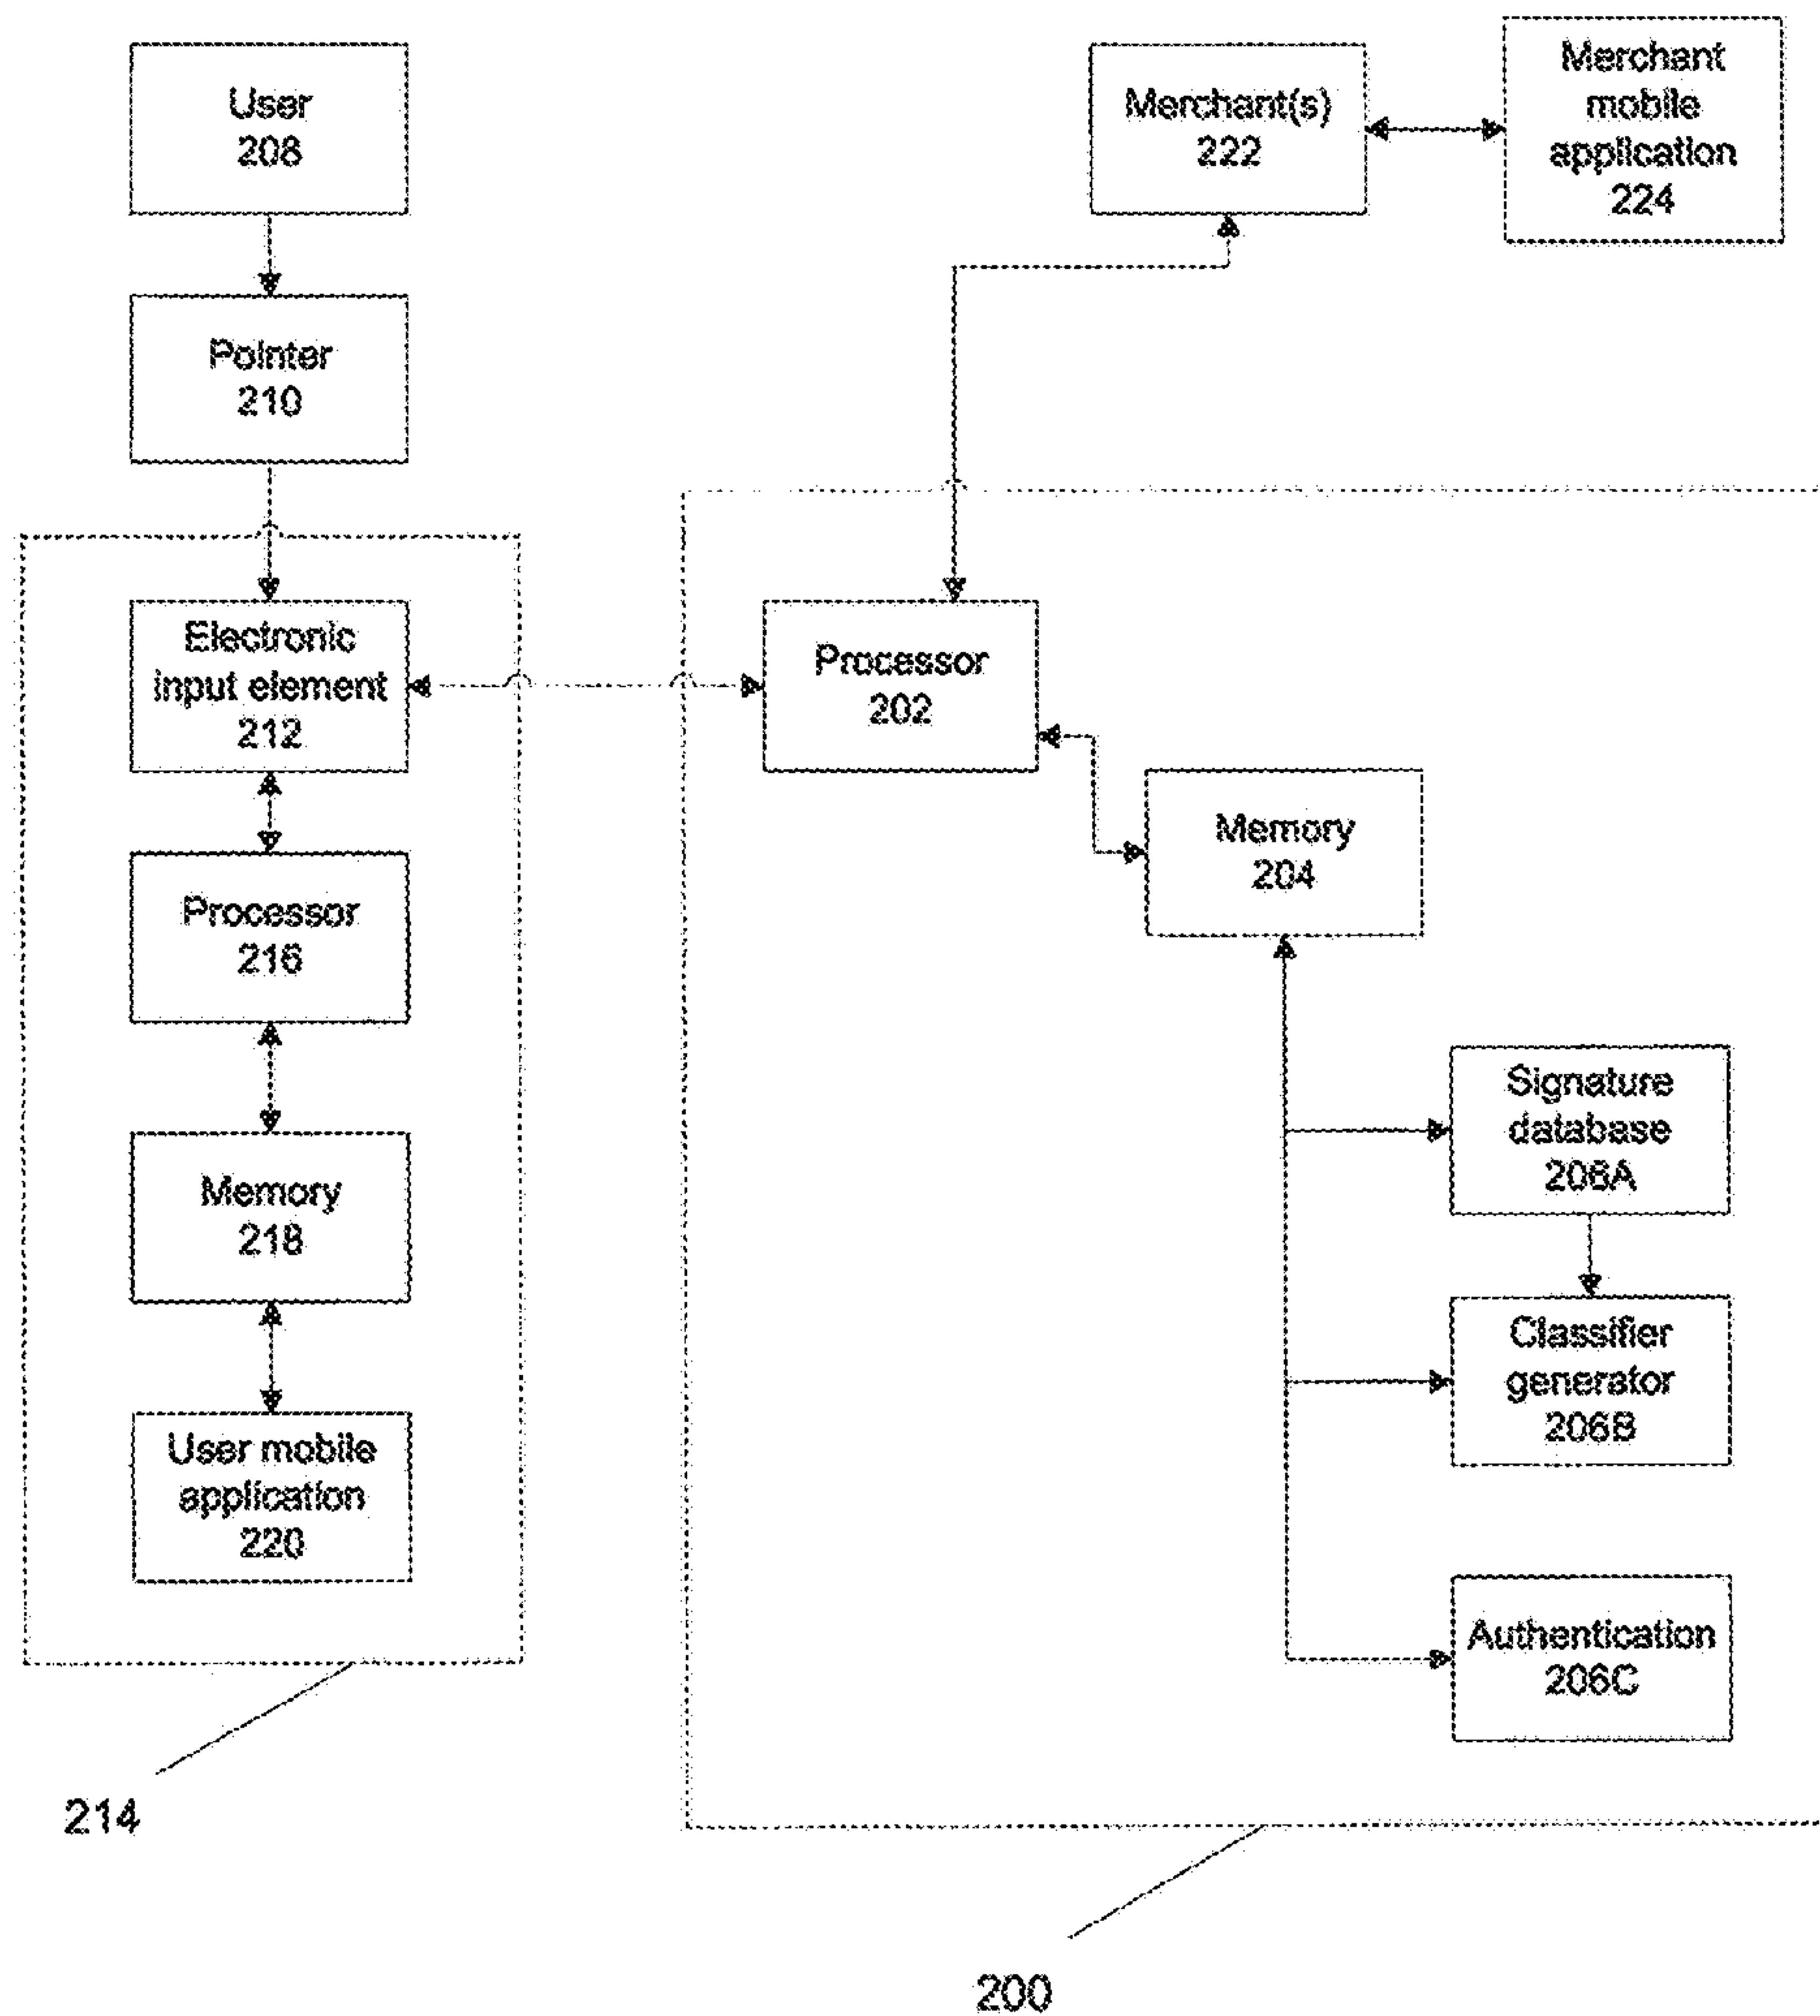 User
208
Merchant(s)
222
Merchant
mobile
application
224
Pointer
210
Electronic
input element
212
Processor
202
Memory
204
Processor
216
Signature
database
206A
Memory
218
Classifier
generator
206B
User mobile
application
220
Authentication
206C
214
200